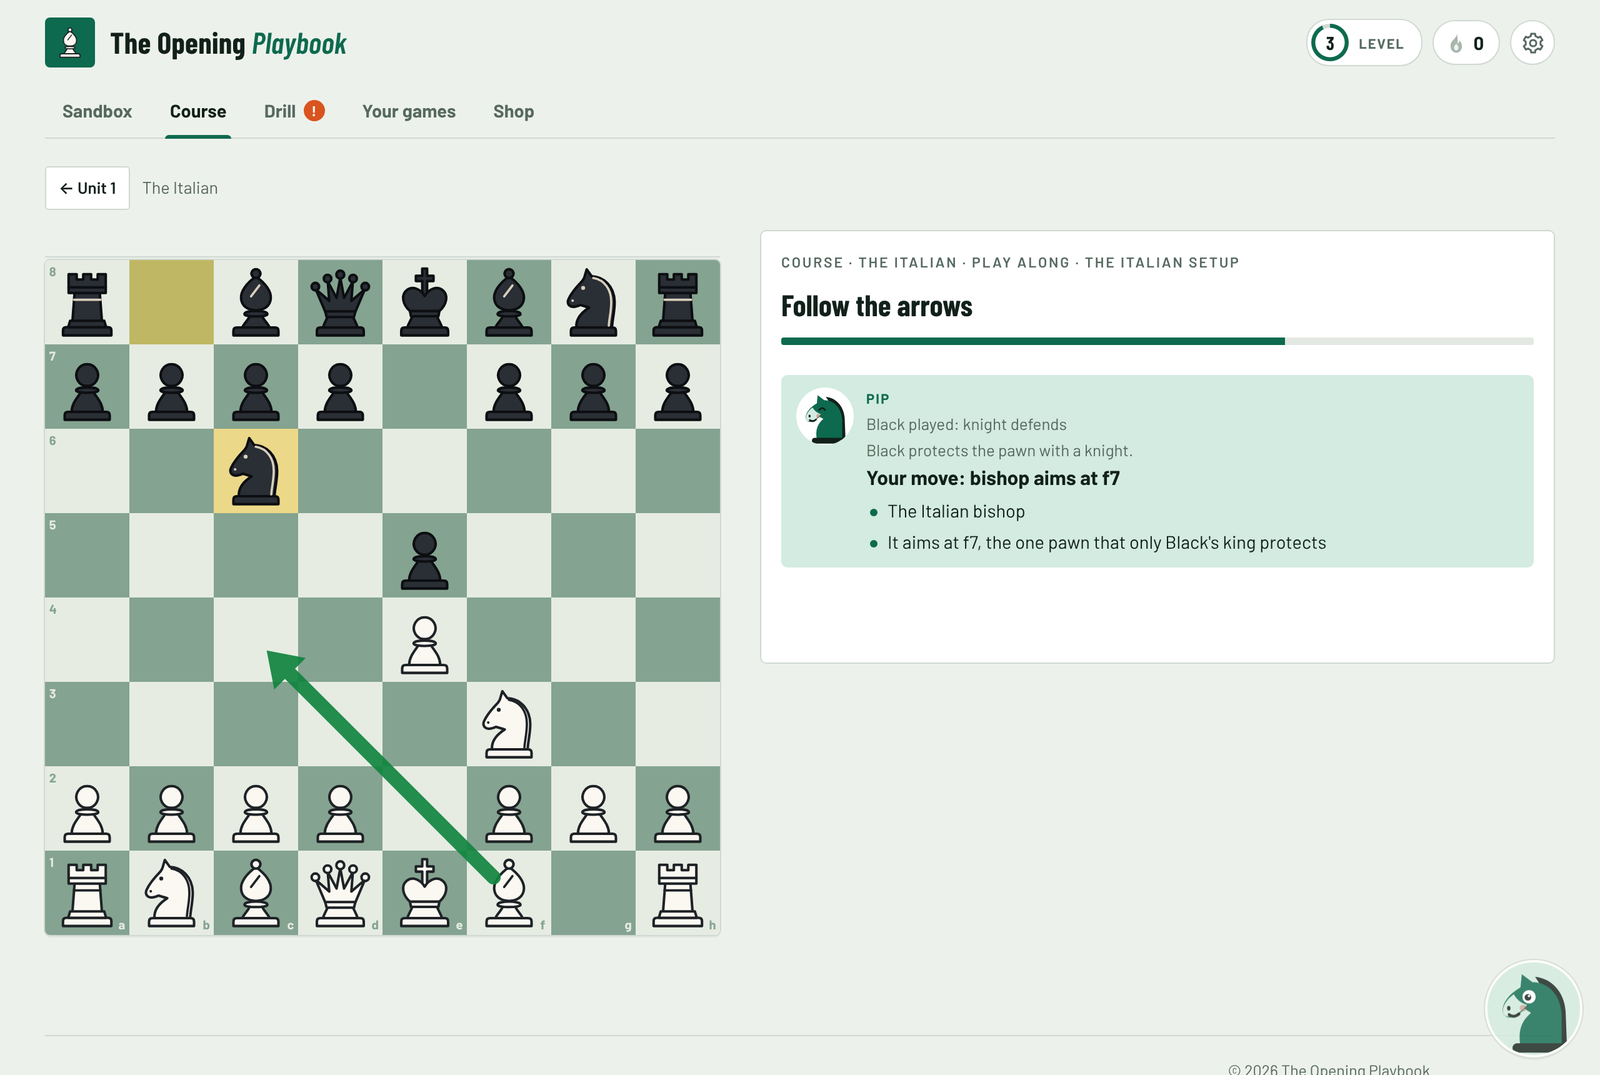 The Opening Playbook
3 LEVEL
0
Sandbox
Course
Drill !
Your games
Shop
← Unit 1
The Italian
8
7
6
5
4
3
2
1
a b c d e f g h
COURSE · THE ITALIAN · PLAY ALONG · THE ITALIAN SETUP
Follow the arrows
PIP
Black played: knight defends
Black protects the pawn with a knight.
Your move: bishop aims at f7
• The Italian bishop
• It aims at f7, the one pawn that only Black's king protects
© 2026 The Opening Playbook